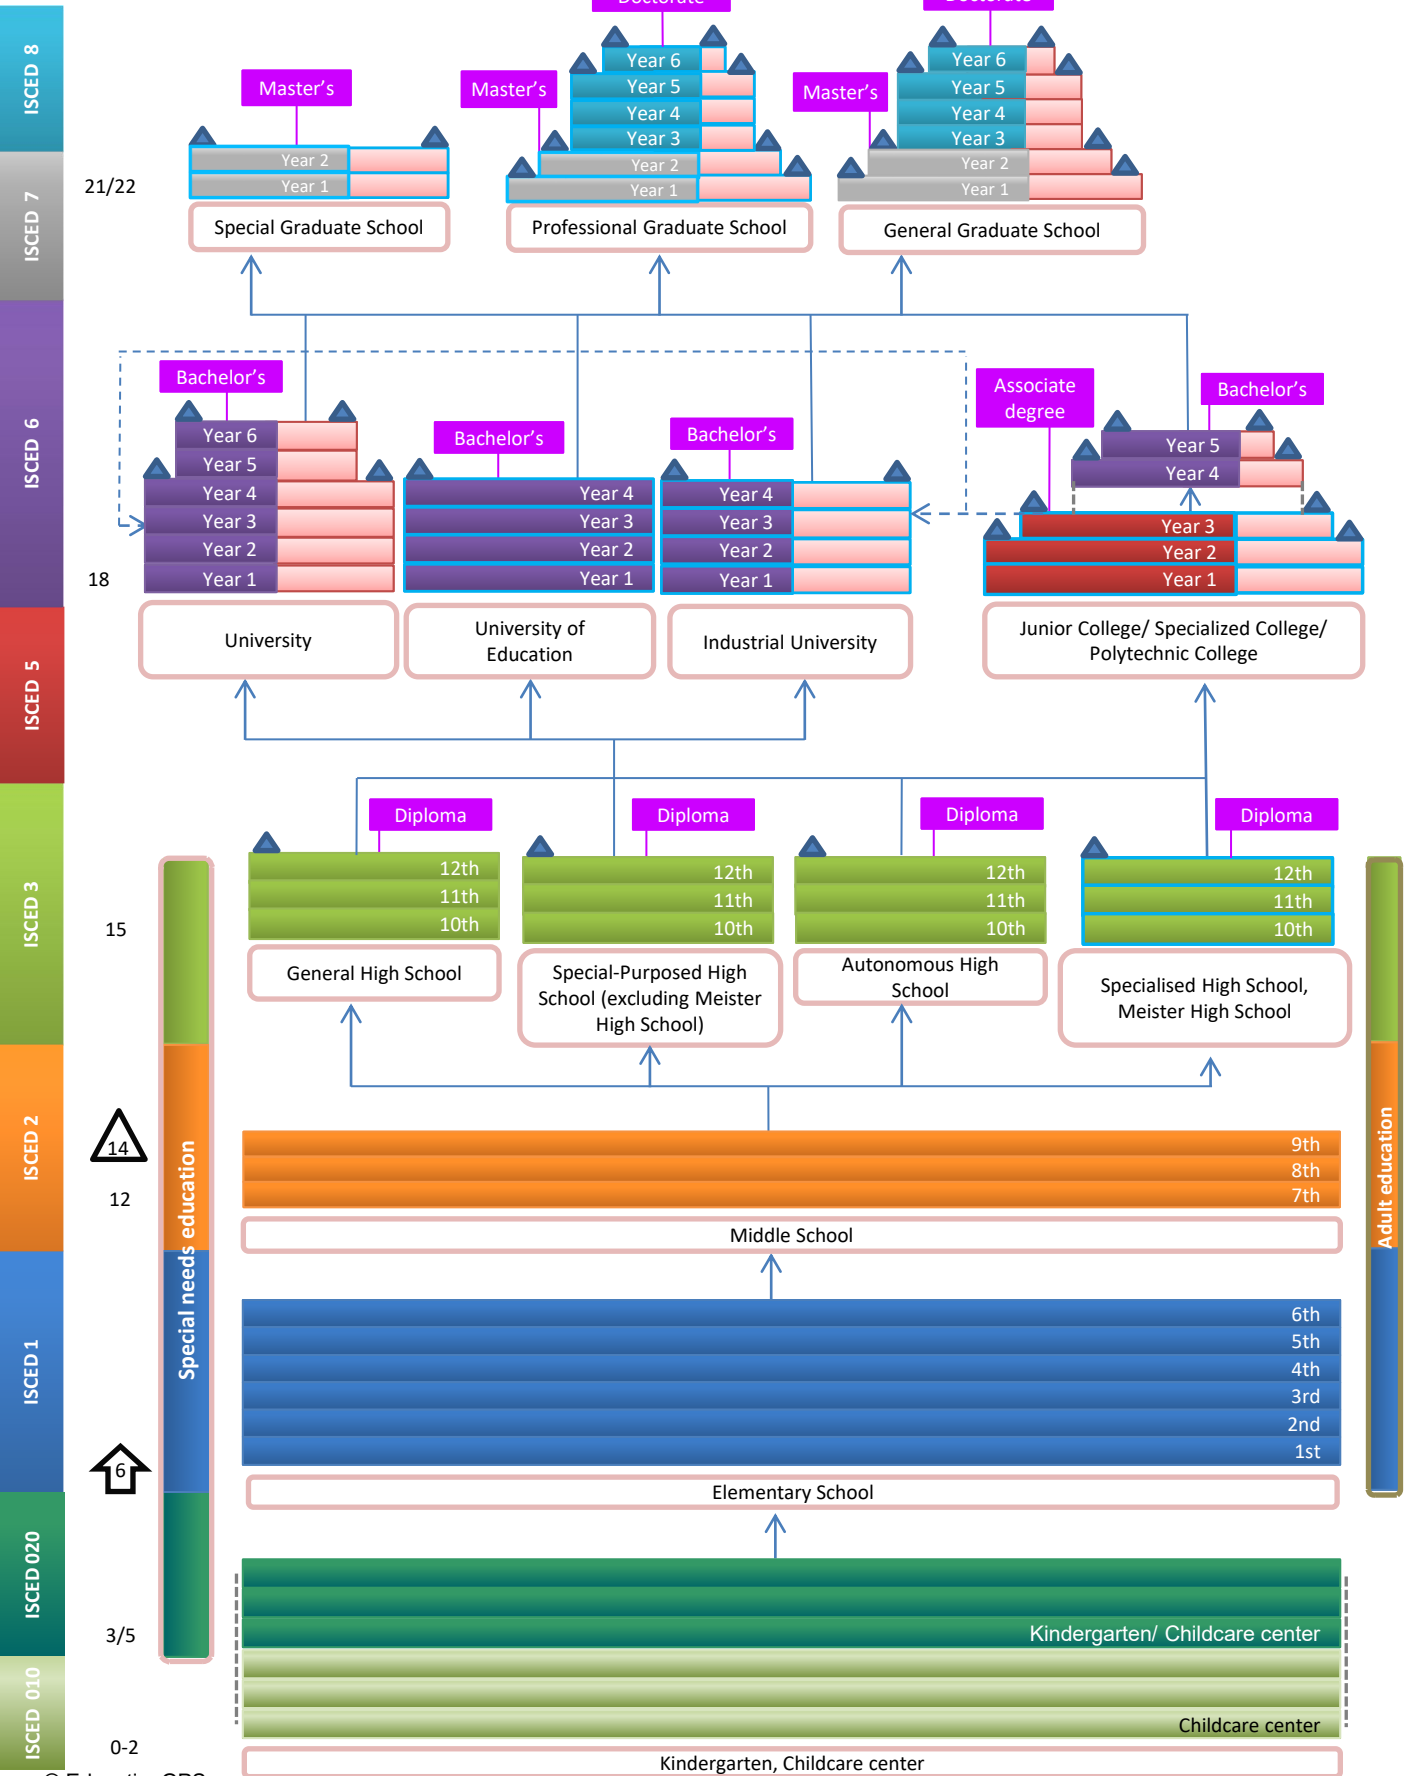 Doctorate
Doctorate
ISCED 8
Master's
Master's
Master's
Year 6
Year 5
Year 4
Year 3
Year 2
Year 1
Year 6
Year 5
Year 4
Year 3
Year 2
Year 1
Year 2
Year 1
ISCED 7
21/22
Special Graduate School
Professional Graduate School
General Graduate School
ISCED 6
Bachelor's
Year 6
Year 5
Year 4
Year 3
Year 2
Year 1
Bachelor's
Year 4
Year 3
Year 2
Year 1
Bachelor's
Year 4
Year 3
Year 2
Year 1
Associate
degree
Bachelor's
Year 5
Year 4
Year 3
Year 2
Year 1
18
University
University of
Education
Industrial University
Junior College/ Specialized College/
Polytechnic College
ISCED 5
ISCED 3
Diploma
12th
11th
10th
Diploma
12th
11th
10th
Diploma
12th
11th
10th
Diploma
12th
11th
10th
15
General High School
Special-Purposed High
School (excluding Meister
High School)
Autonomous High
School
Specialised High School,
Meister High School
ISCED 2
14
12
9th
8th
7th
Middle School
Special needs education
Adult education
ISCED 1
6th
5th
4th
3rd
2nd
1st
6
Elementary School
ISCED 020
3/5
Kindergarten/ Childcare center
ISCED 010
Childcare center
0-2
Kindergarten, Childcare center